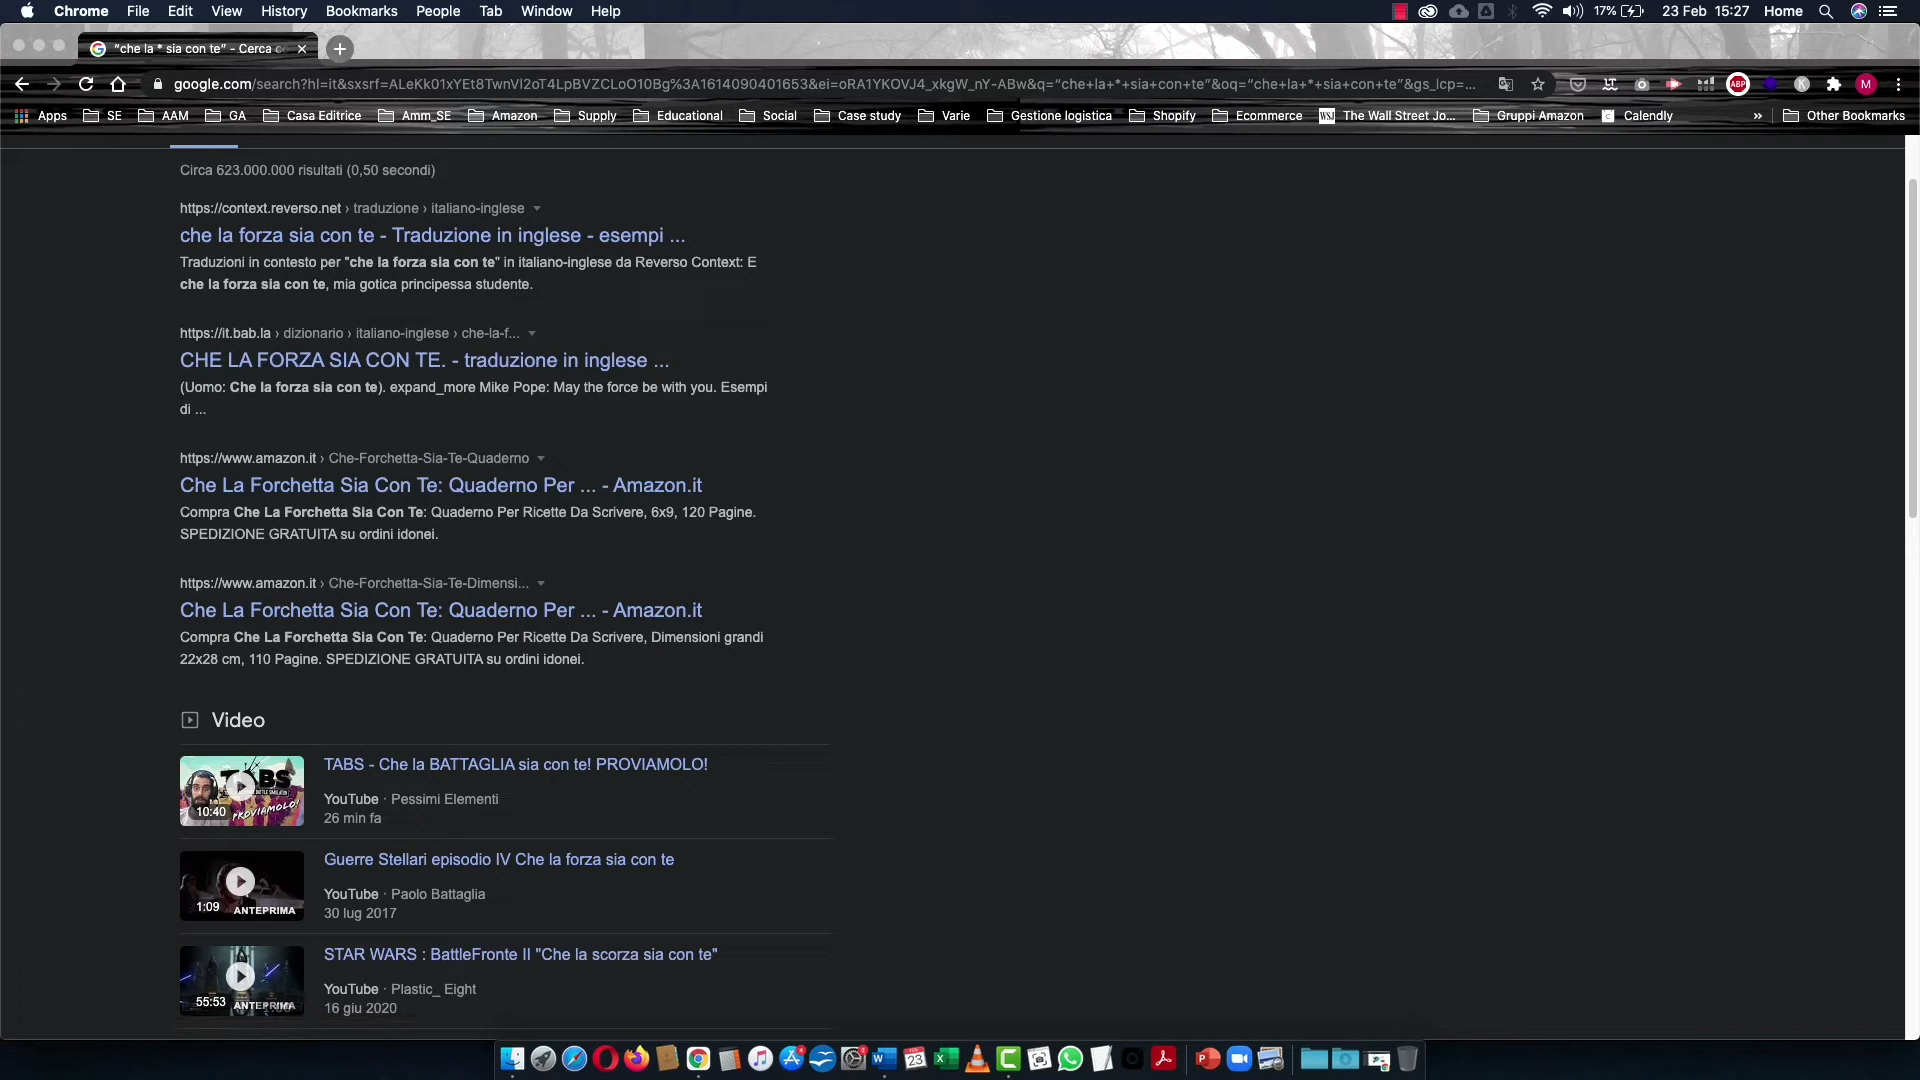 Chrome File Edit View History Bookmarks People Tab Window Help
17% 23 Feb 15:27 Home
"che la * sia con te" - Cerca c
google.com/search?hl=it&sxsrf=ALeKk01xYEt8TwnVl2oT4LpBVZCLoO10Bg%3A1614090401653&ei=oRA1YKOVJ4_xkgW_nY-ABw&q="che+la+*+sia+con+te"&oq="che+la+*+sia+con+te"&gs_lcp=...
Apps SE AAM GA Casa Editrice Amm_SE Amazon Supply Educational Social Case study Varie Gestione logistica Shopify Ecommerce The Wall Street Jo... Gruppi Amazon Calendly » Other Bookmarks
Circa 623.000.000 risultati (0,50 secondi)
https://context.reverso.net › traduzione › italiano-inglese
che la forza sia con te - Traduzione in inglese - esempi ...
Traduzioni in contesto per "che la forza sia con te" in italiano-inglese da Reverso Context: E
che la forza sia con te, mia gotica principessa studente.
https://it.bab.la › dizionario › italiano-inglese › che-la-f...
CHE LA FORZA SIA CON TE. - traduzione in inglese ...
(Uomo: Che la forza sia con te). expand_more Mike Pope: May the force be with you. Esempi
di ...
https://www.amazon.it › Che-Forchetta-Sia-Te-Quaderno
Che La Forchetta Sia Con Te: Quaderno Per ... - Amazon.it
Compra Che La Forchetta Sia Con Te: Quaderno Per Ricette Da Scrivere, 6x9, 120 Pagine.
SPEDIZIONE GRATUITA su ordini idonei.
https://www.amazon.it › Che-Forchetta-Sia-Te-Dimensi...
Che La Forchetta Sia Con Te: Quaderno Per ... - Amazon.it
Compra Che La Forchetta Sia Con Te: Quaderno Per Ricette Da Scrivere, Dimensioni grandi
22x28 cm, 110 Pagine. SPEDIZIONE GRATUITA su ordini idonei.
Video
TABS - Che la BATTAGLIA sia con te! PROVIAMOLO!
YouTube · Pessimi Elementi
26 min fa
TABS
PROVIAMOLO!
10:40
Guerre Stellari episodio IV Che la forza sia con te
YouTube · Paolo Battaglia
30 lug 2017
1:09 ANTEPRIMA
STAR WARS : BattleFronte II "Che la scorza sia con te"
YouTube · Plastic_ Eight
16 giu 2020
55:53 ANTEPRIMA